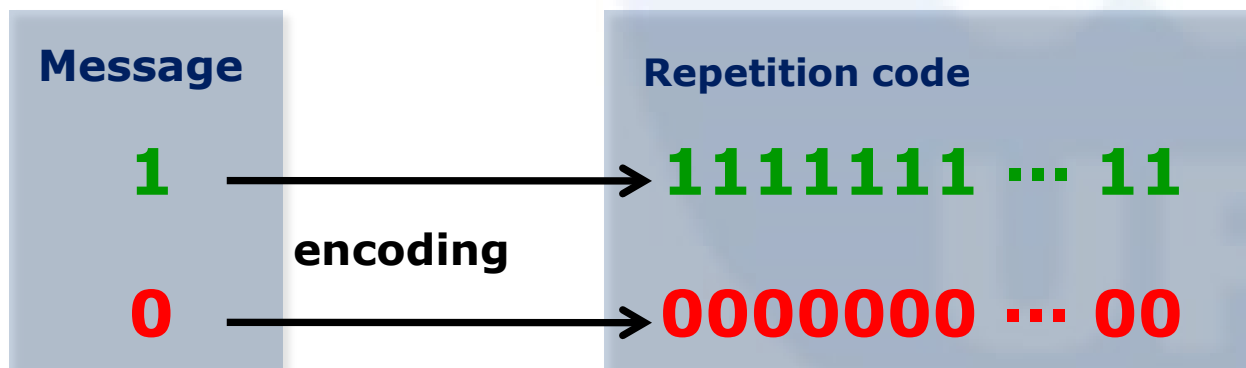 Message
Repetition code
1
1111111 ··· 11
encoding
0
0000000 ··· 00